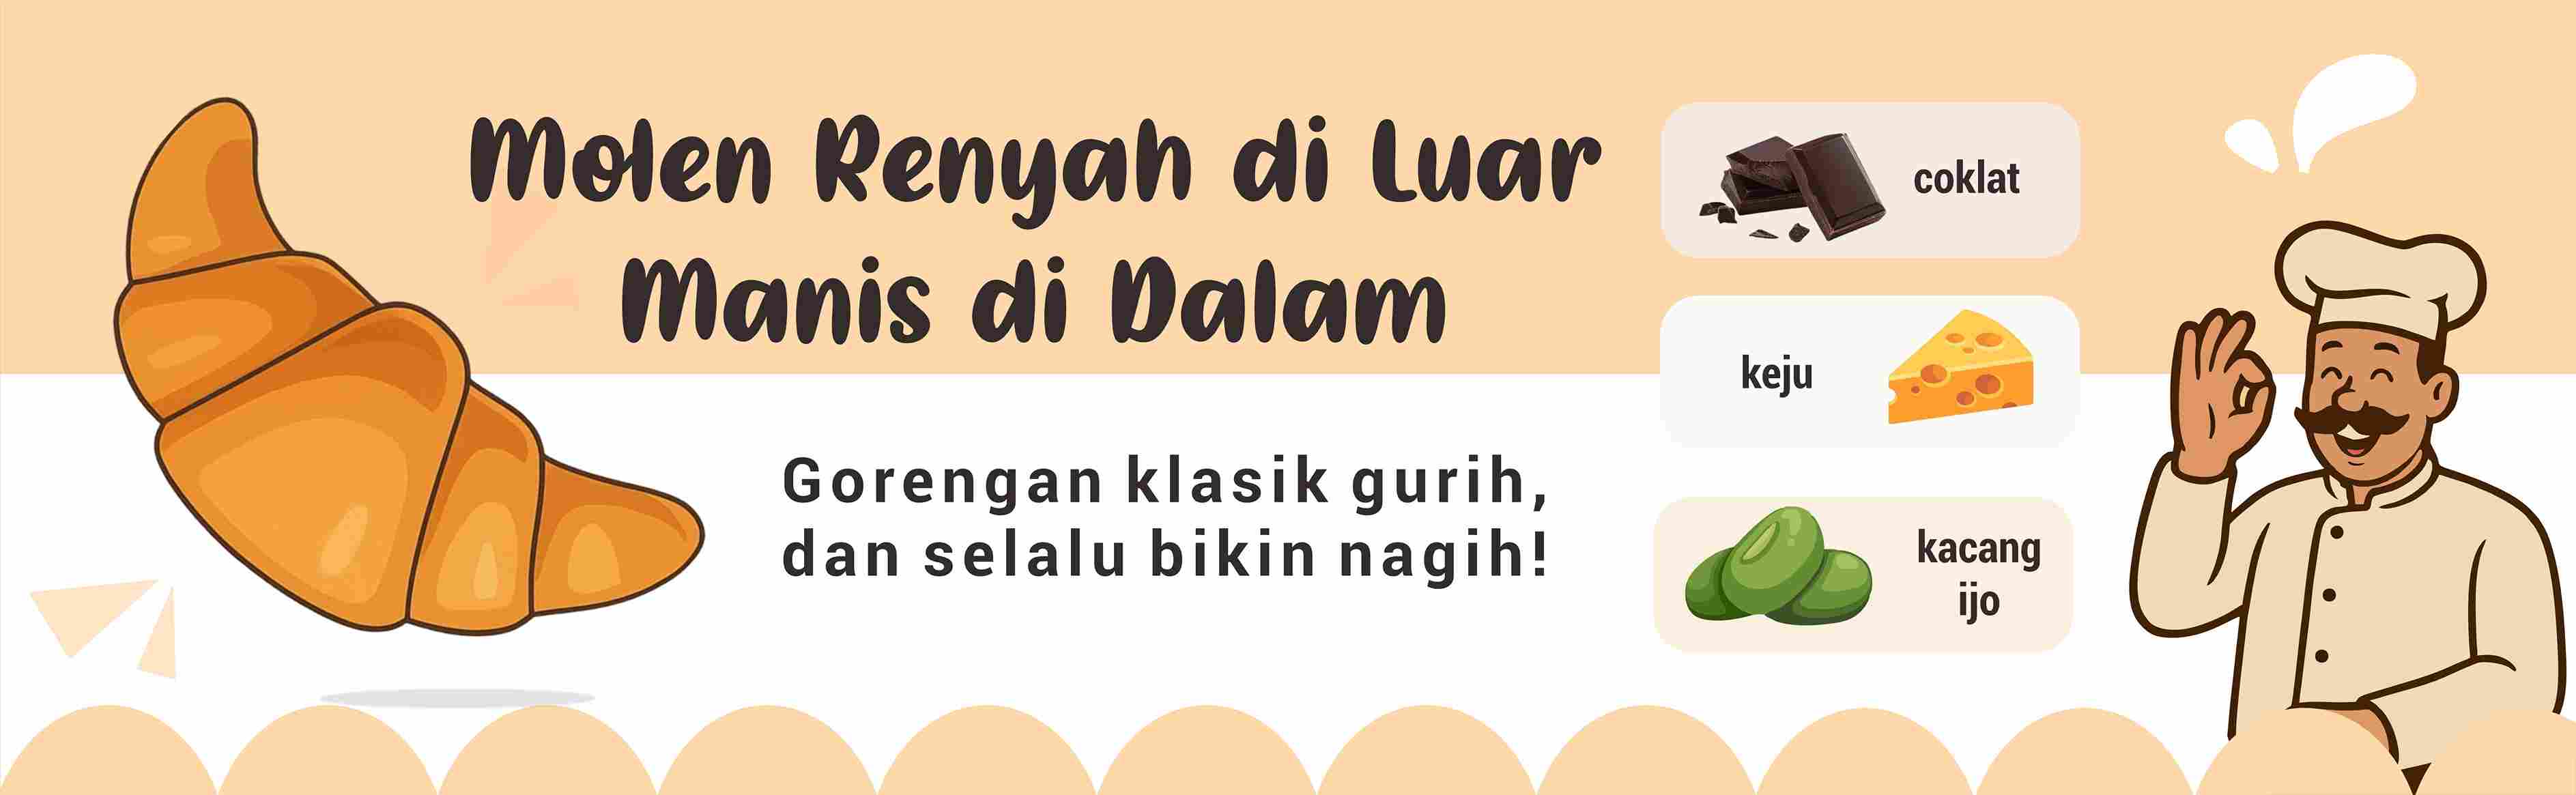 Molen Renyah di Luar
Manis di Dalam
Gorengan klasik gurih,
dan selalu bikin nagih!
coklat
keju
kacang
ijo